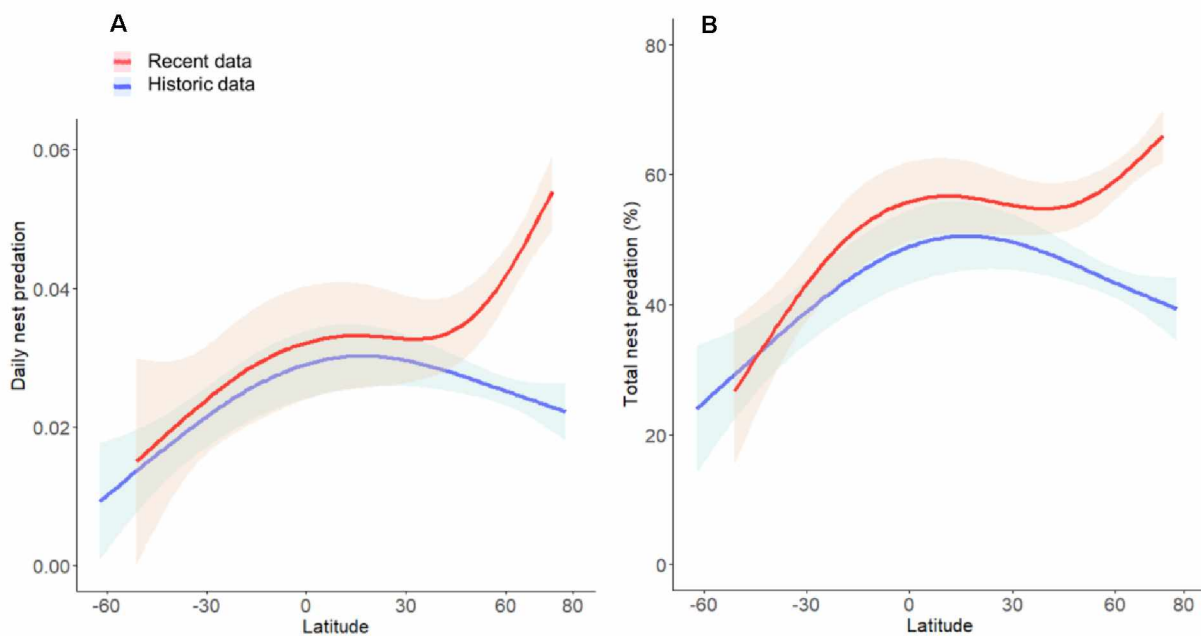 A
Recent data
Historic data
0.06
0.04
0.02
0.00
Daily nest predation
-60 -30 0 30 60 80
Latitude
B
80
60
40
20
0
Total nest predation (%)
-60 -30 0 30 60 80
Latitude